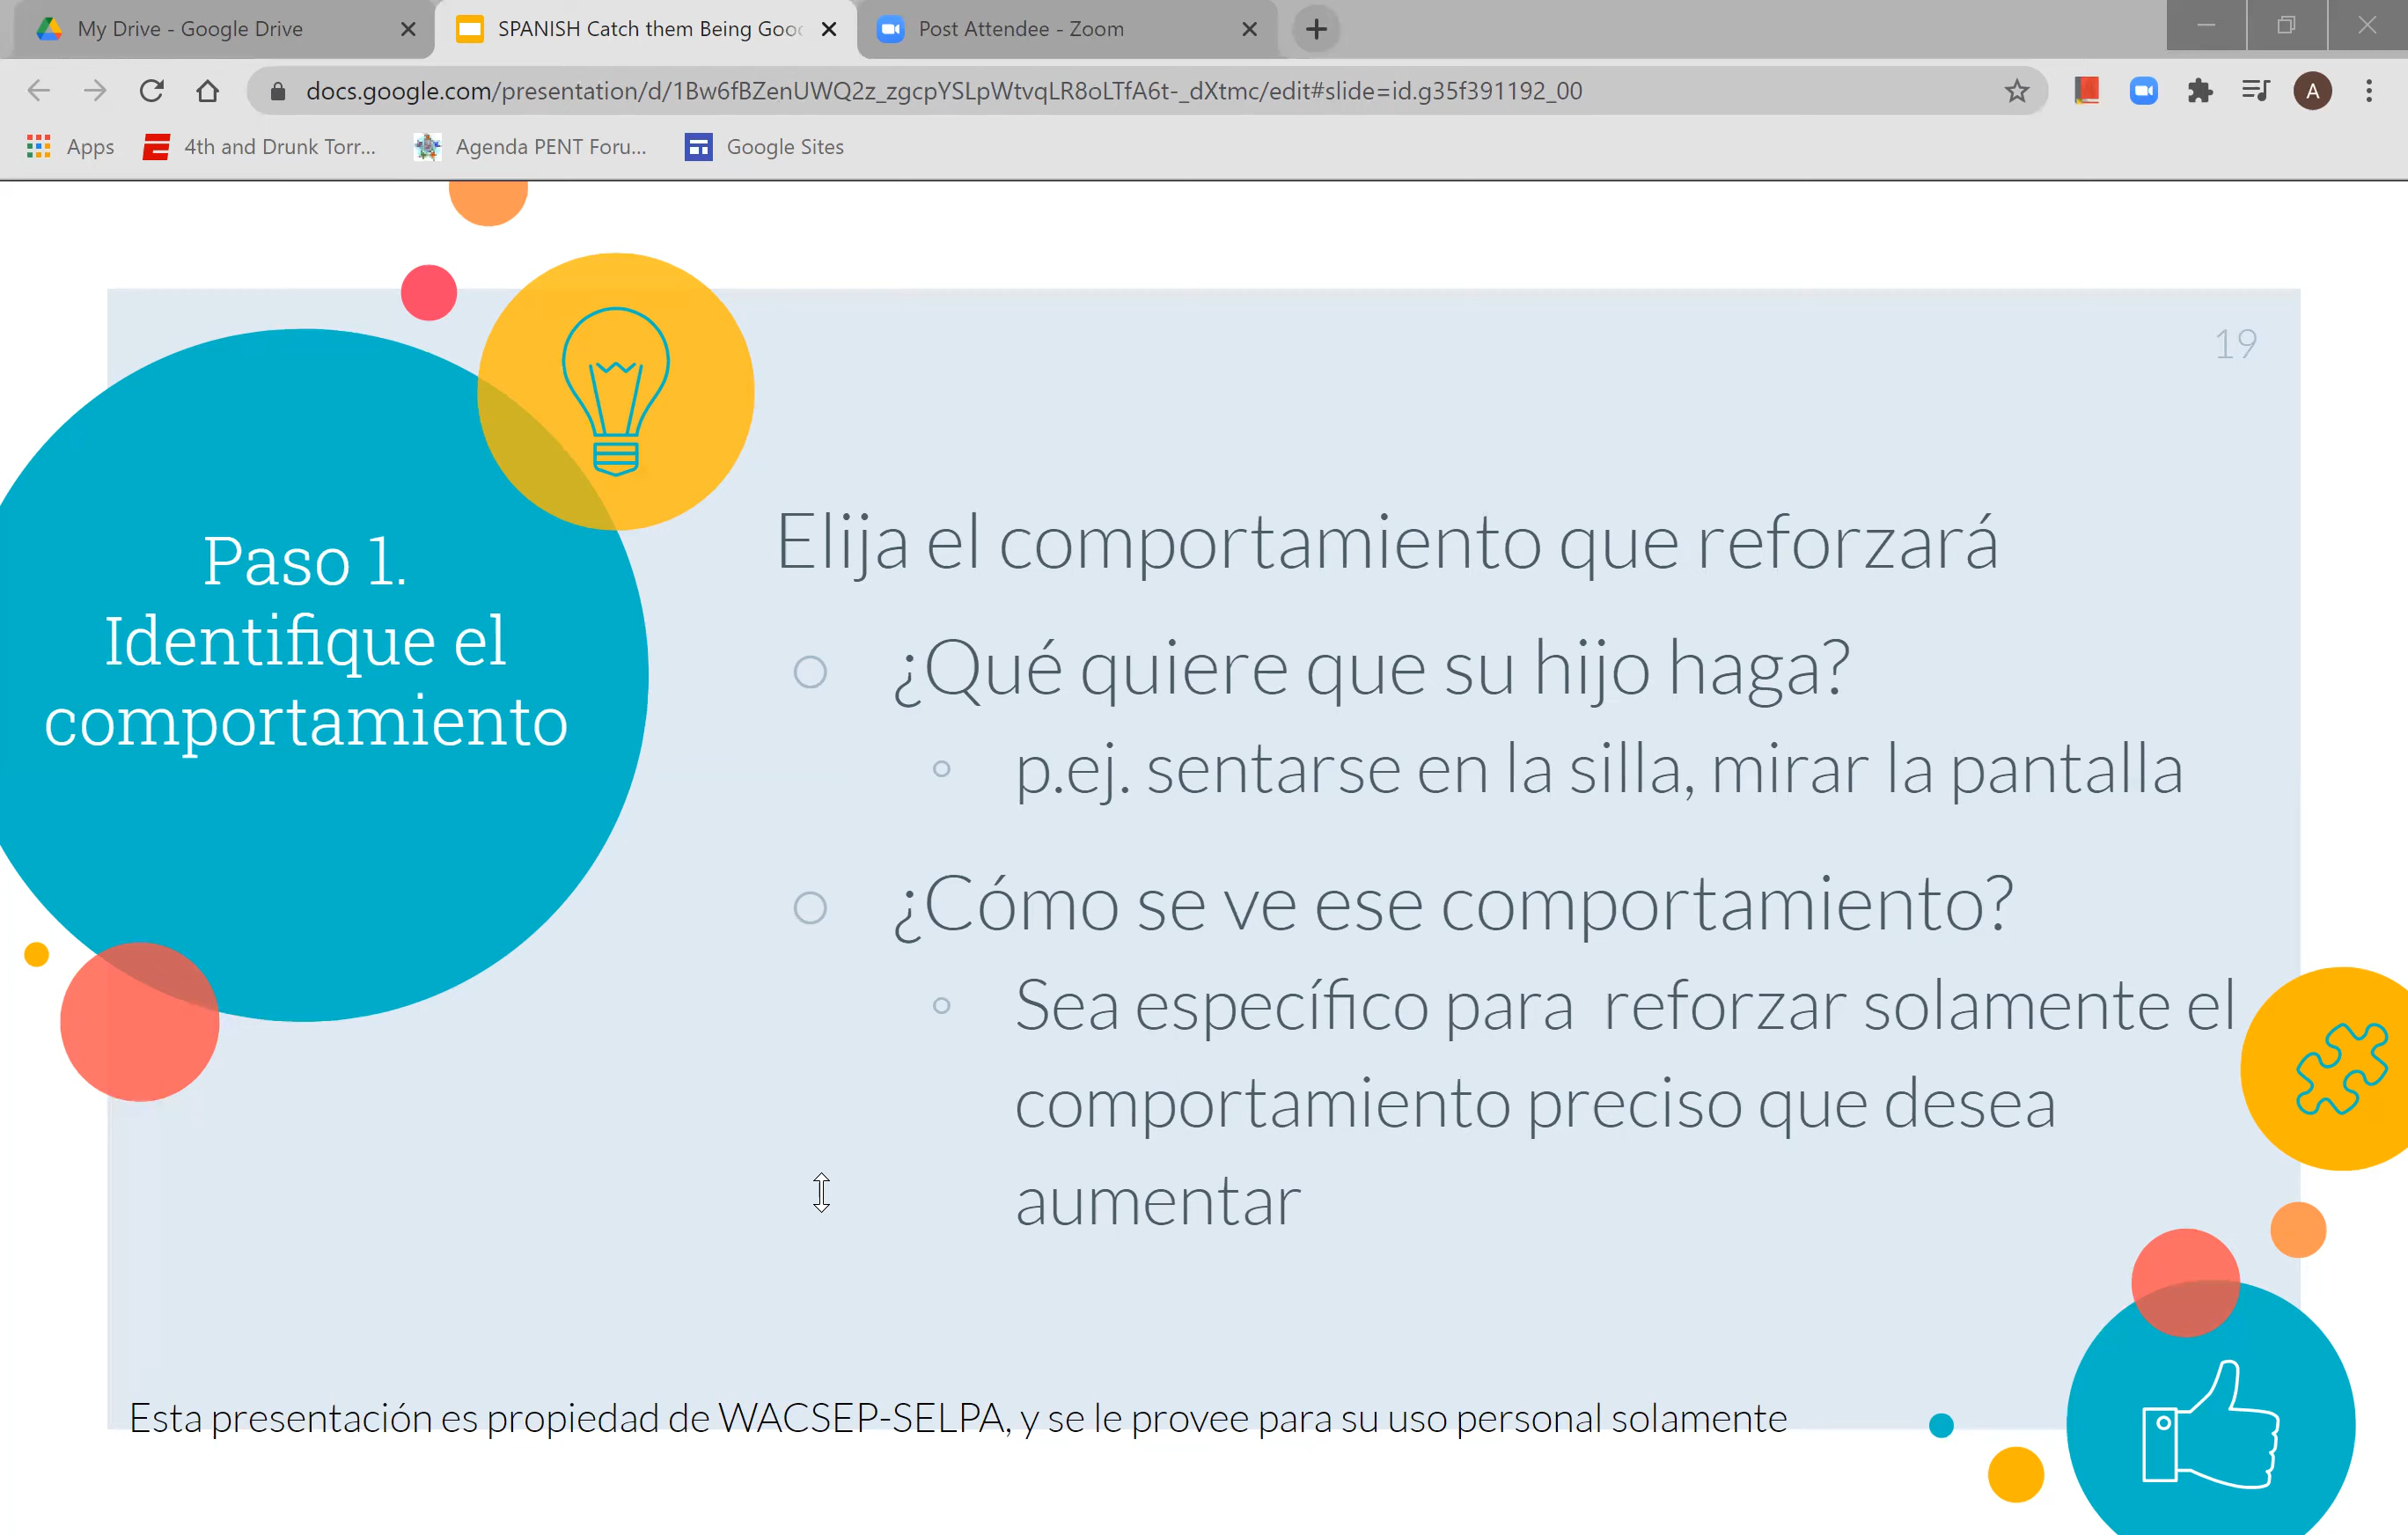 My Drive - Google Drive
SPANISH Catch them Being Goo
Post Attendee - Zoom
docs.google.com/presentation/d/1Bw6fBZenUWQ2z_zgcpYSLpWtvqLR8oLTfA6t-_dXtmc/edit#slide=id.g35f391192_00
A
Apps
4th and Drunk Torr...
Agenda PENT Foru...
Google Sites
19
Paso 1.
Identifique el
comportamiento
Elija el comportamiento que reforzará
¿Qué quiere que su hijo haga?
p.ej. sentarse en la silla, mirar la pantalla
¿Cómo se ve ese comportamiento?
Sea específico para reforzar solamente el
comportamiento preciso que desea
aumentar
Esta presentación es propiedad de WACSEP-SELPA, y se le provee para su uso personal solamente